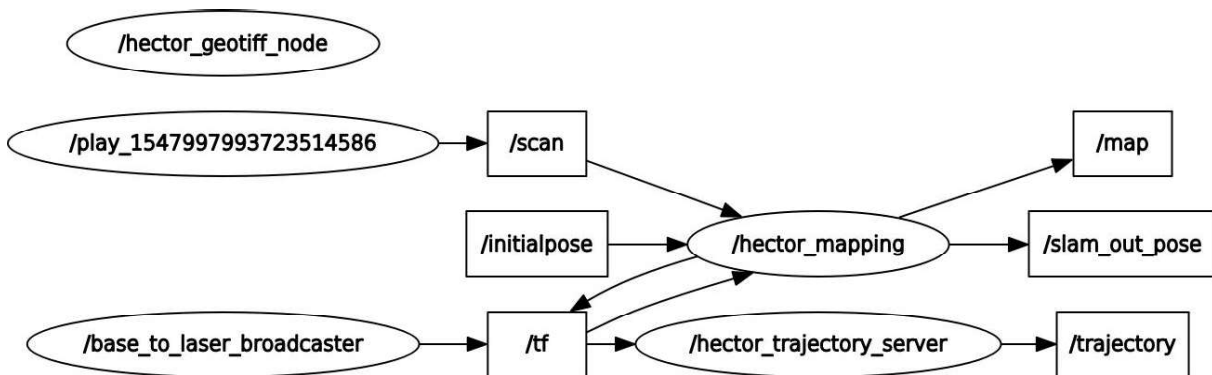 /hector_geotiff_node
/play_1547997993723514586
/scan
/map
/initialpose
/hector_mapping
/slam_out_pose
/base_to_laser_broadcaster
/tf
/hector_trajectory_server
/trajectory